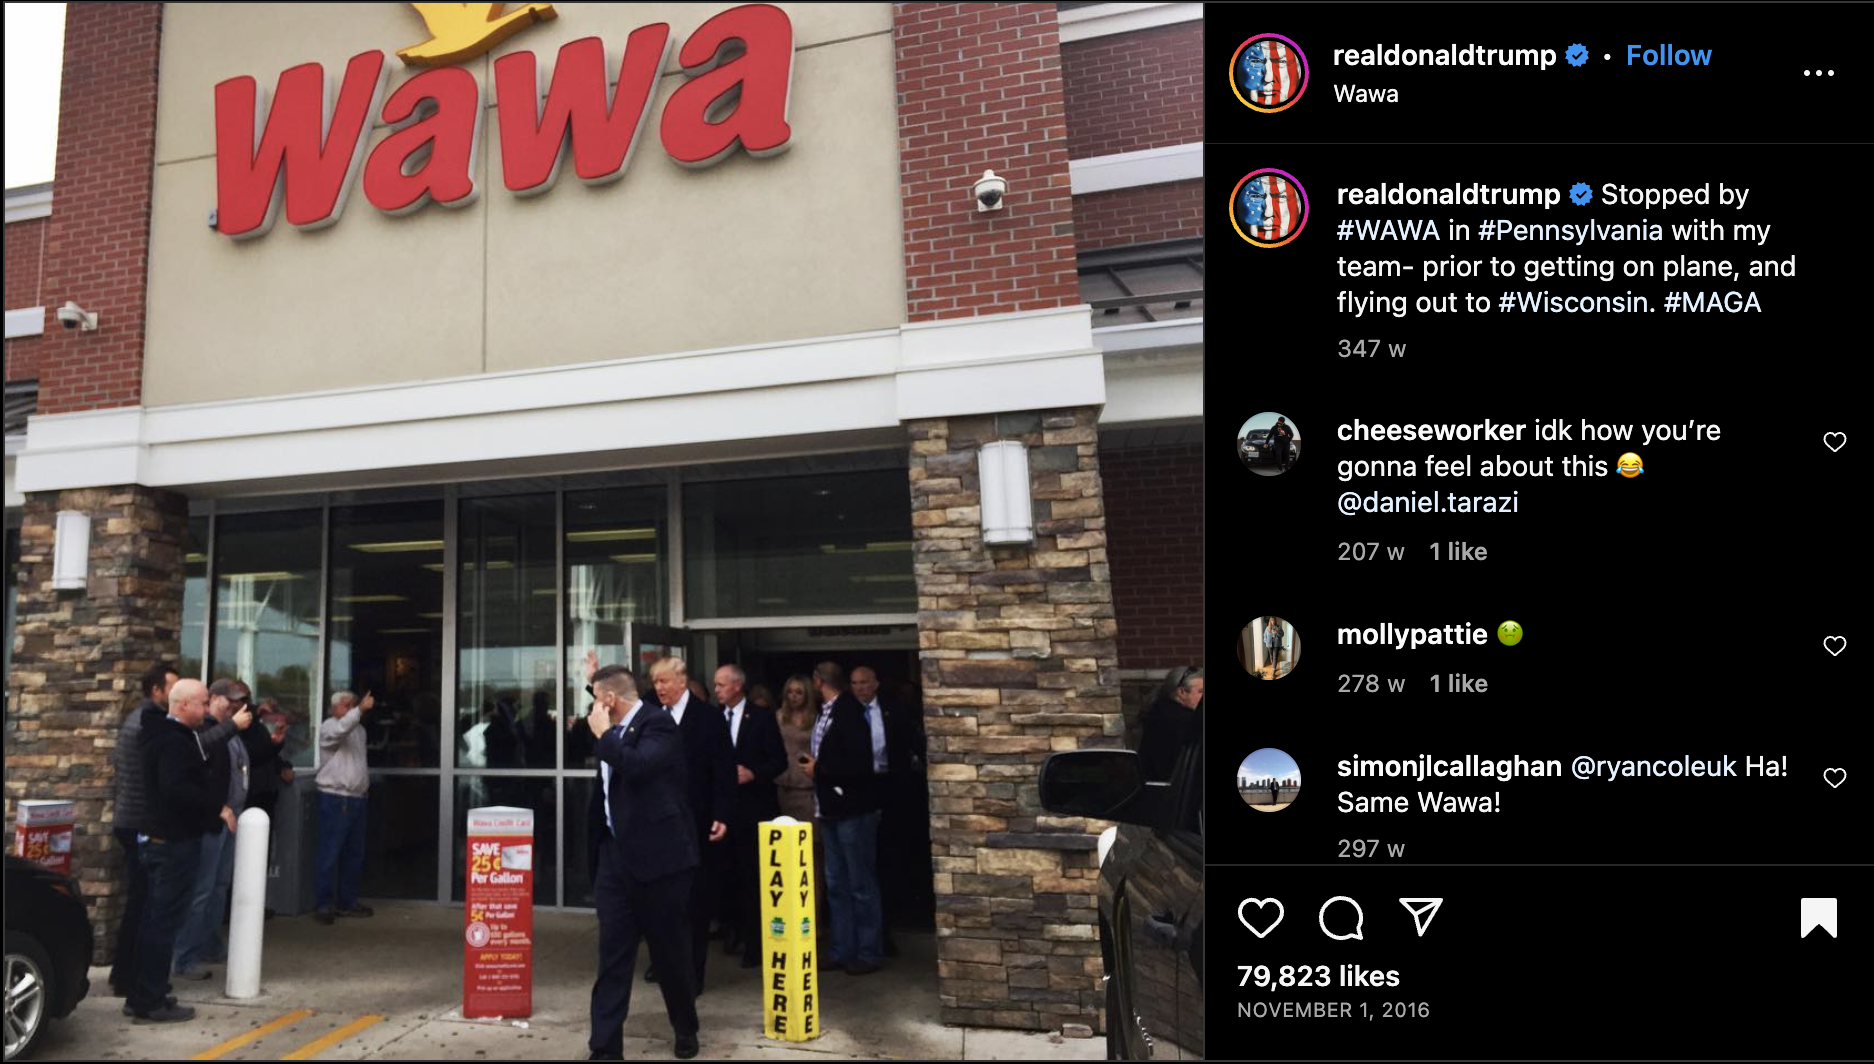 Wawa
Wawa Credit Card
SAVE
25¢
Per Gallon
After that save
5¢ Per Gallon
Up to
every month.
APPLY TODAY!
SAVE
25¢
PLAY HERE
PLAY HERE
realdonaldtrump • Follow
Wawa
realdonaldtrump Stopped by
#WAWA in #Pennsylvania with my
team- prior to getting on plane, and
flying out to #Wisconsin. #MAGA
347 w
cheeseworker idk how you’re
gonna feel about this 😂
@daniel.tarazi
207 w 1 like
mollypattie 🤢
278 w 1 like
simonjlcallaghan @ryancoleuk Ha!
Same Wawa!
297 w
79,823 likes
NOVEMBER 1, 2016